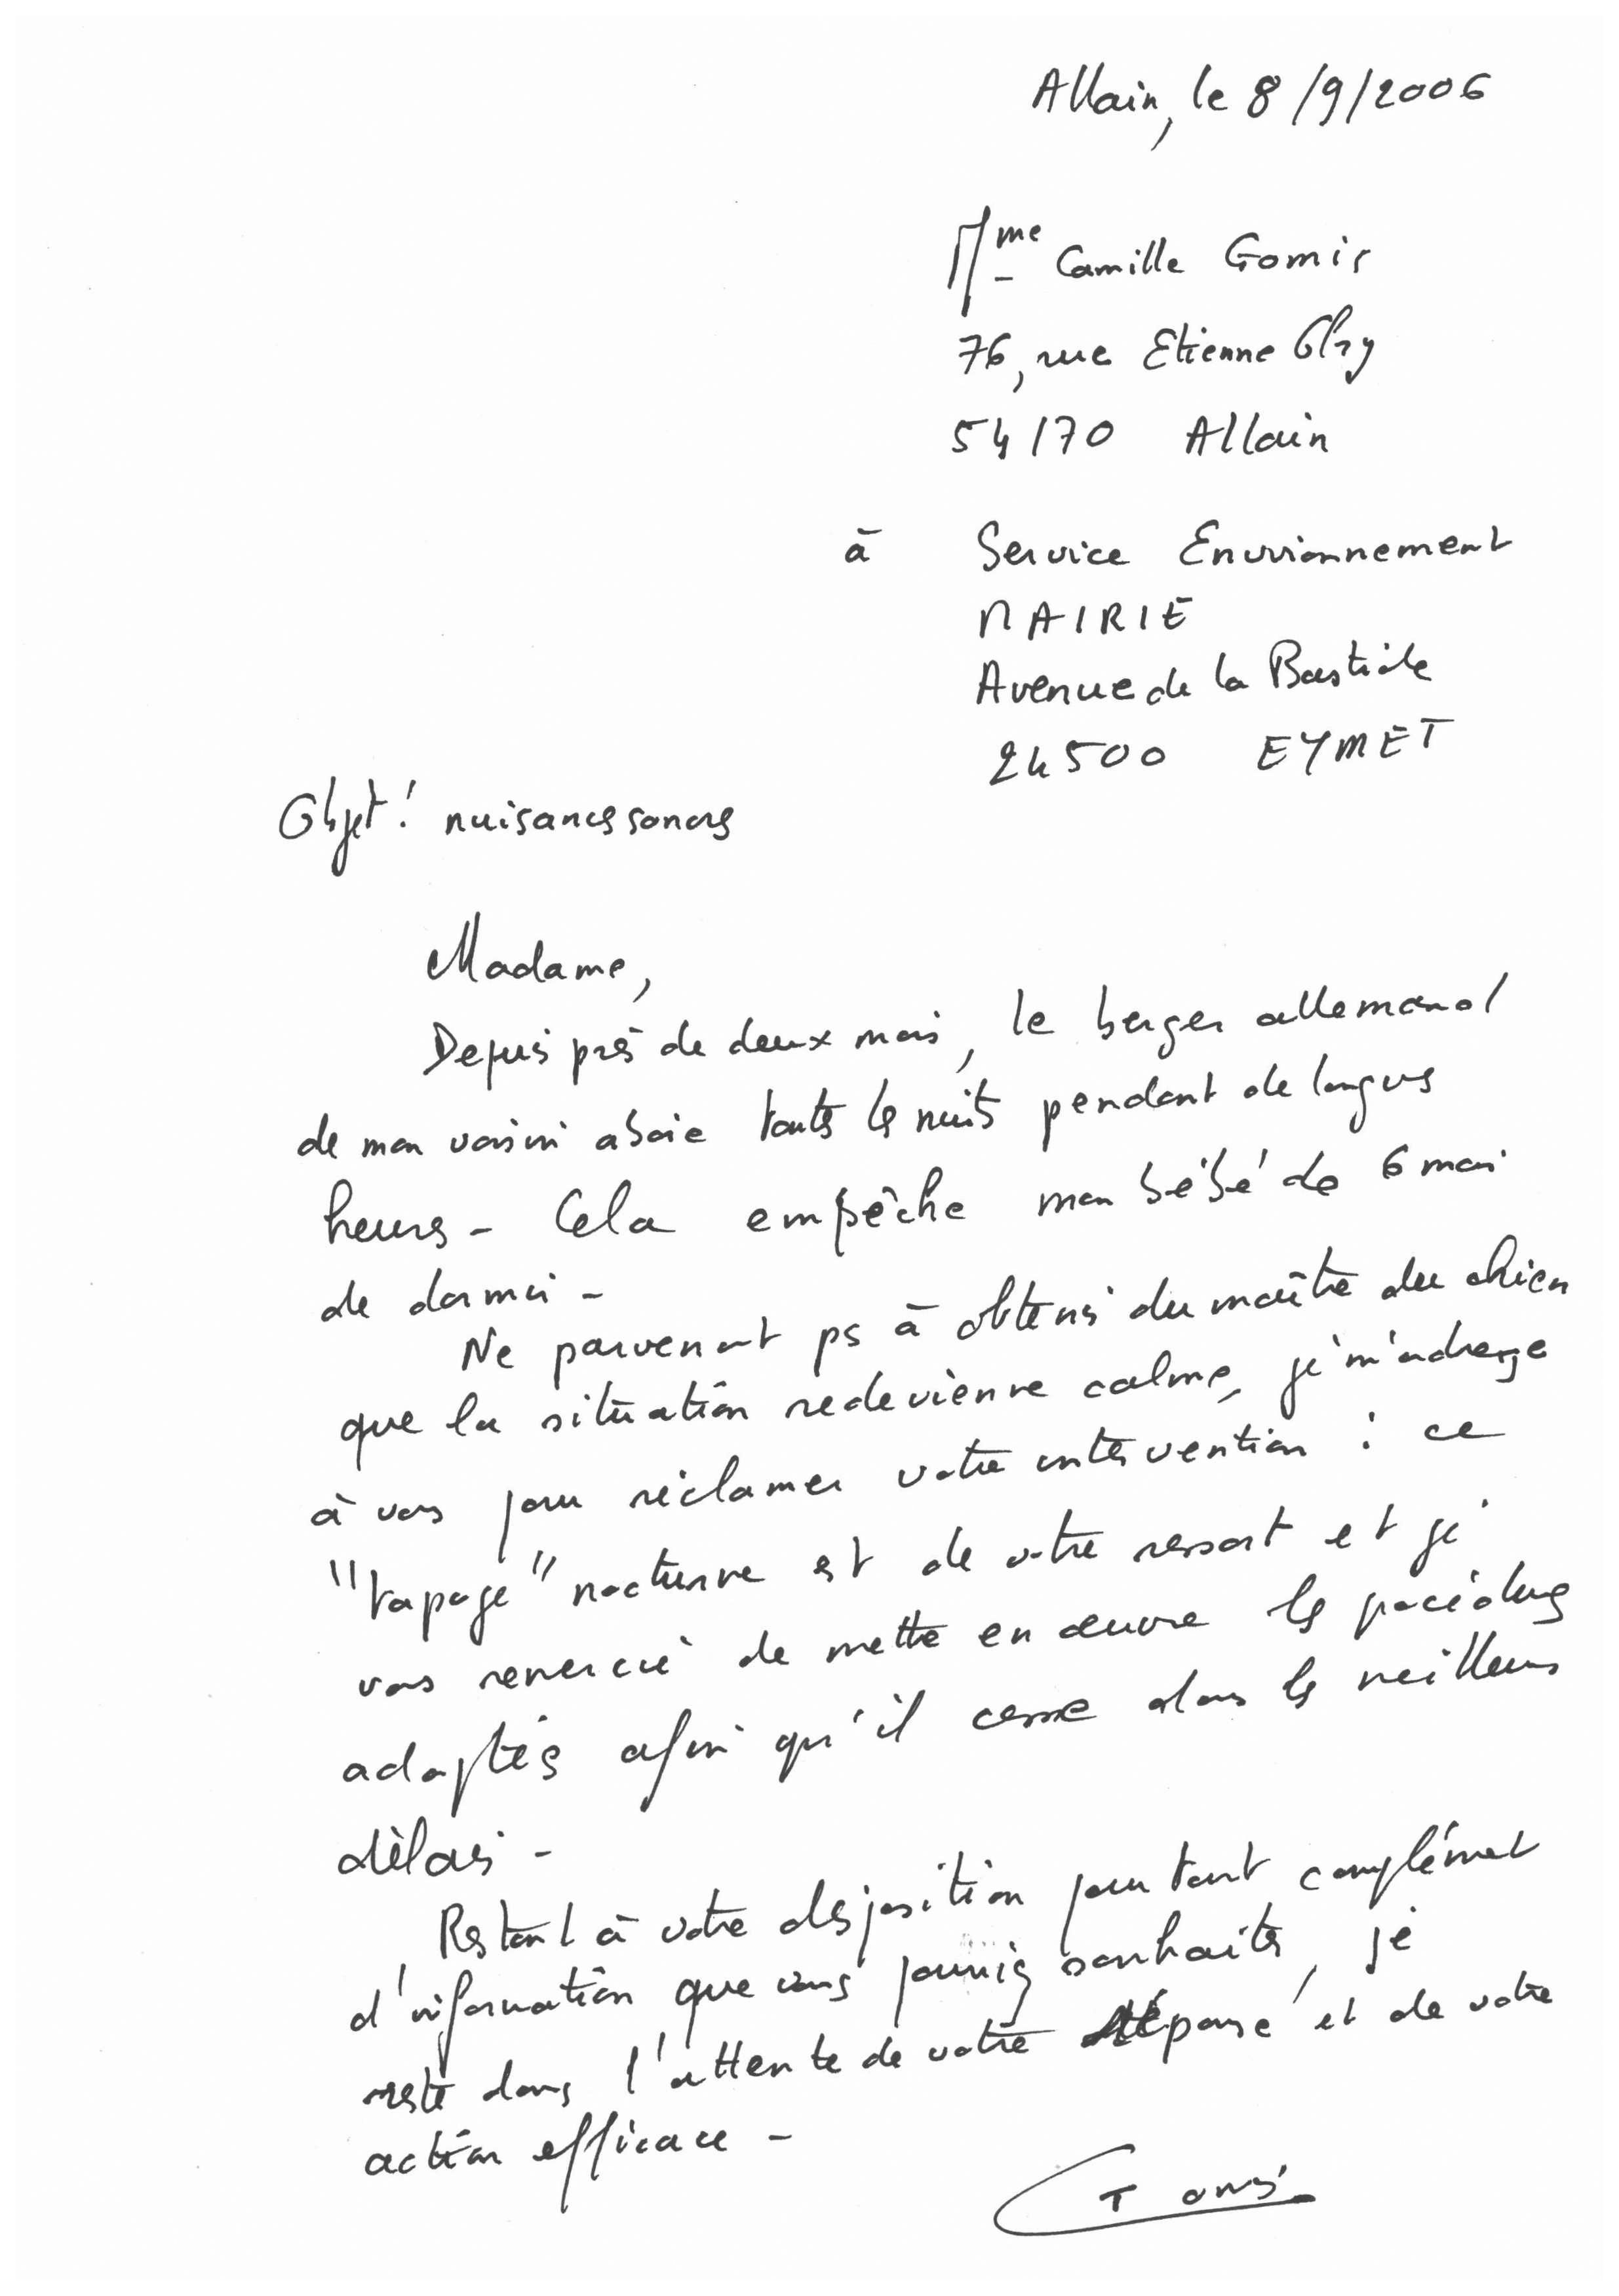 Allain, le 8/9/2006
Mme Camille Gomis
76, rue Etienne
54170 Allain
à Service Environnement
MAIRIE
Avenue de la Bastide
24500 EYMET
Objet : nuisances sonores
Madame,
Depuis près de deux mois, le berger allemand
de mon voisin aboie toutes les nuits pendant de longues
heures - Cela empêche mon bébé de 6 mois
de dormir -
Ne parvenant pas à obtenir du maître du chien
que la situation redevienne calme, je m'adresse
à vous pour réclamer votre intervention : ce
"tapage" nocturne est de votre ressort et je
vous remercie de mettre en œuvre les procédures
adaptées afin qu'il cesse dans les meilleurs
délais -
Restant à votre disposition pour tout complément
d'information que vous pourriez souhaiter, je
reste dans l'attente de votre réponse et de votre
action efficace -